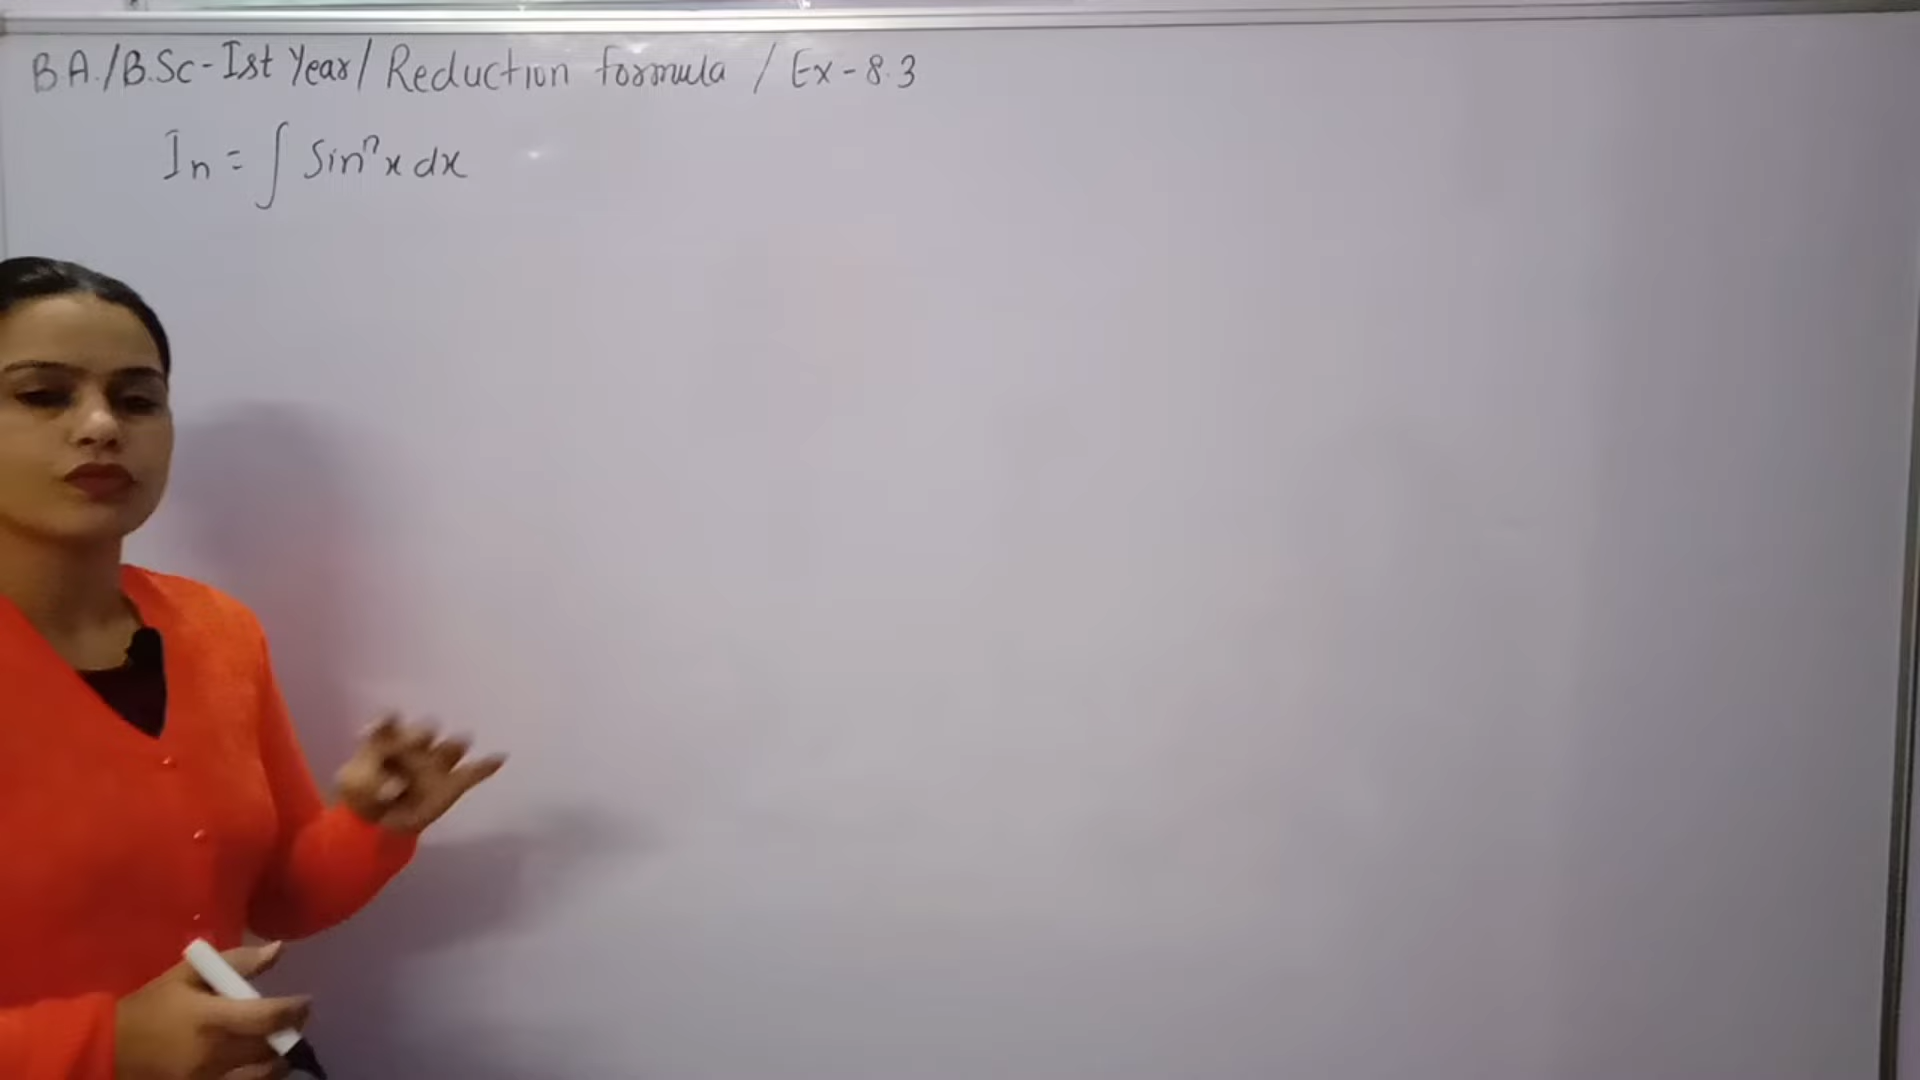 B.A./B.Sc-Ist Year/ Reduction formula / Ex-8.3
Iₙ = ∫ Sinⁿx dx